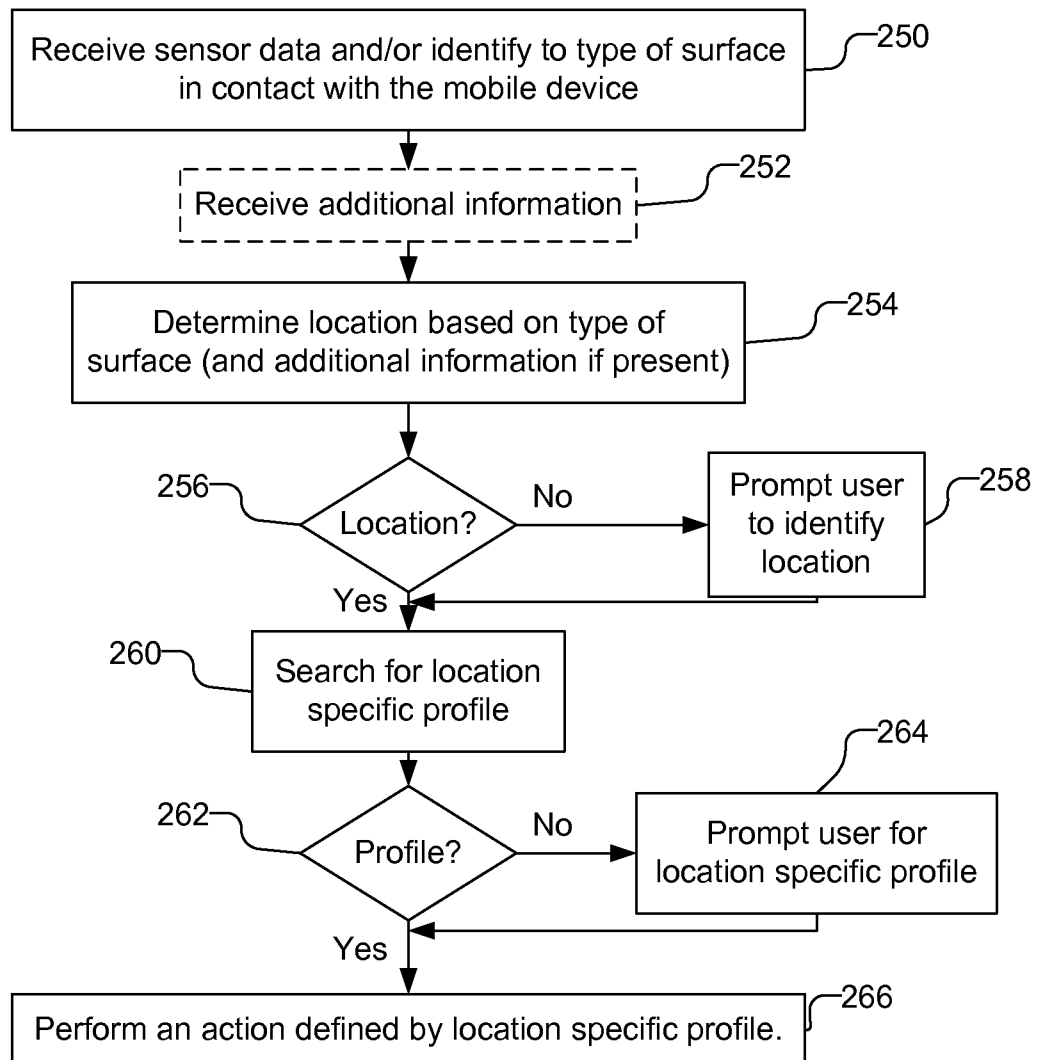 Receive sensor data and/or identify to type of surface
in contact with the mobile device
250
252
Receive additional information
254
Determine location based on type of
surface (and additional information if present)
256
Location?
No
Prompt user
to identify
location
258
Yes
260
Search for location
specific profile
264
262
Profile?
No
Prompt user for
location specific profile
Yes
266
Perform an action defined by location specific profile.